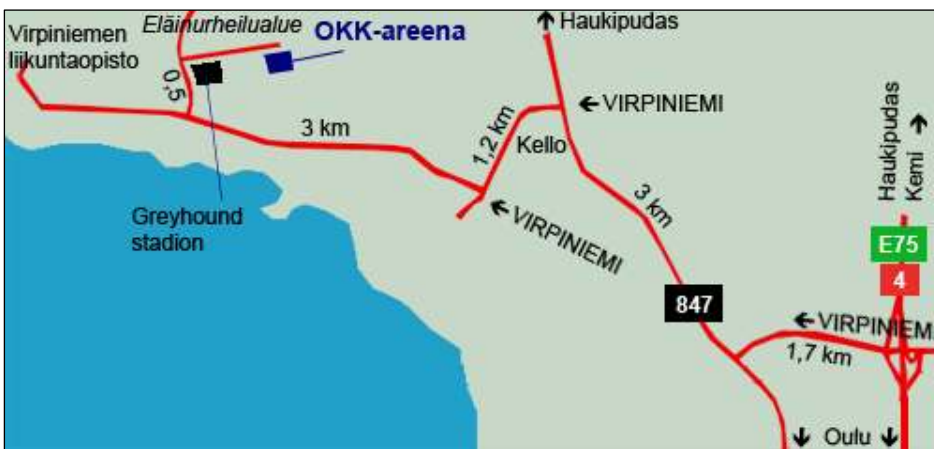 Virpiniemen
liikuntaopisto
Eläinurheilualue
OKK-areena
0,5
Greyhound
stadion
3 km
1,2 km
Kello
↑ Haukipudas
← VIRPINIEMI
← VIRPINIEMI
3 km
847
← VIRPINIEMI
1,7 km
Haukipudas
Kemi →
E75
4
↓ Oulu ↓